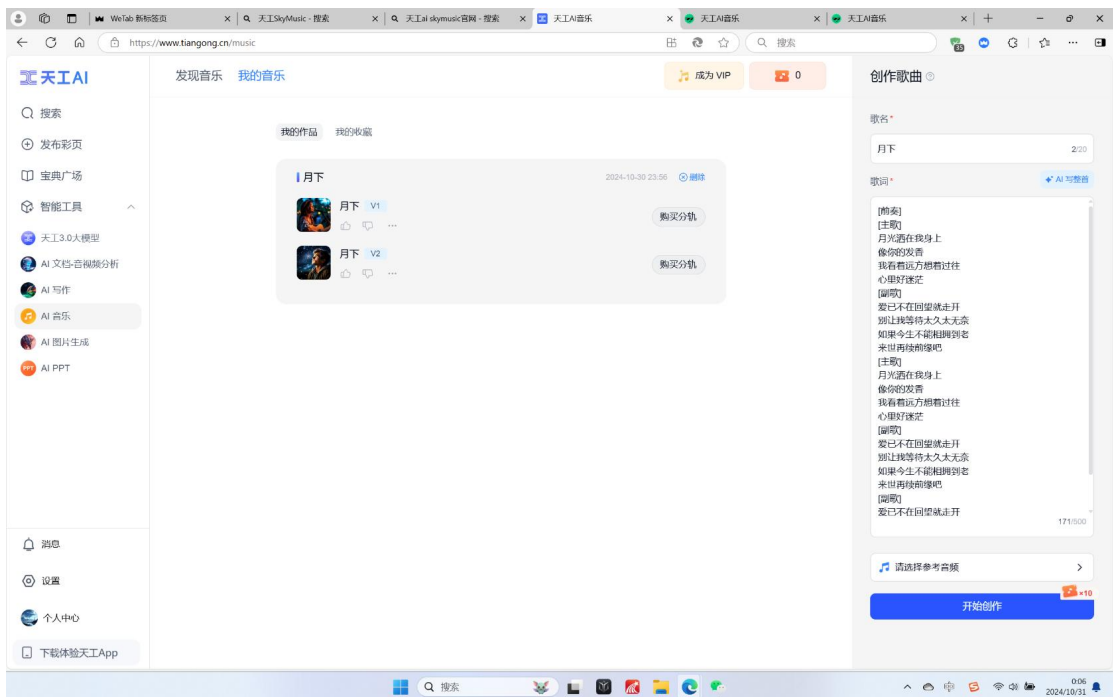 WeTab 新标签页
天工SkyMusic - 搜索
天工ai skymusic官网 - 搜索
天工AI音乐
天工AI音乐
天工AI音乐
https://www.tiangong.cn/music
搜索
35
天工AI
搜索
发布彩页
宝典广场
智能工具
天工3.0大模型
AI 文档-音视频分析
AI 写作
AI 音乐
AI 图片生成
PPT
AI PPT
消息
设置
个人中心
下载体验天工App
发现音乐 我的音乐
成为 VIP
0
我的作品 我的收藏
月下
2024-10-30 23:56 删除
月下 V1
购买分轨
月下 V2
购买分轨
创作歌曲
歌名*
月下 2/20
歌词* AI 写整首
[前奏]
[主歌]
月光洒在我身上
像你的发香
我看着远方想着过往
心里好迷茫
[副歌]
爱已不在回望就走开
别让我等待太久太无奈
如果今生不能相拥到老
来世再续前缘吧
[主歌]
月光洒在我身上
像你的发香
我看着远方想着过往
心里好迷茫
[副歌]
爱已不在回望就走开
别让我等待太久太无奈
如果今生不能相拥到老
来世再续前缘吧
[副歌]
爱已不在回望就走开
171/500
请选择参考音频
×10
开始创作
搜索
中
0:06
2024/10/31